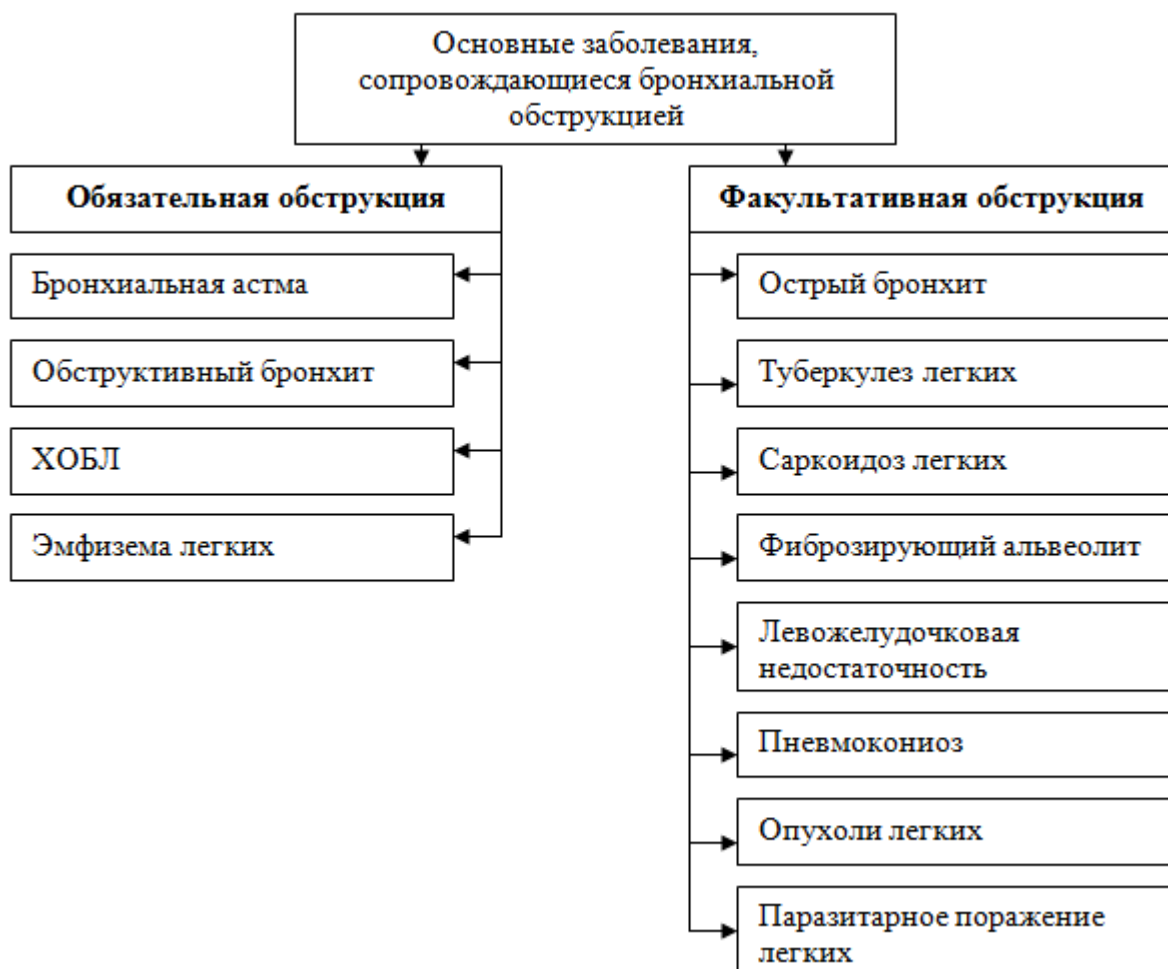 Основные заболевания,
сопровождающиеся бронхиальной
обструкцией
Обязательная обструкция
Бронхиальная астма
Обструктивный бронхит
ХОБЛ
Эмфизема легких
Факультативная обструкция
Острый бронхит
Туберкулез легких
Саркоидоз легких
Фиброзирующий альвеолит
Левожелудочковая
недостаточность
Пневмокониоз
Опухоли легких
Паразитарное поражение
легких